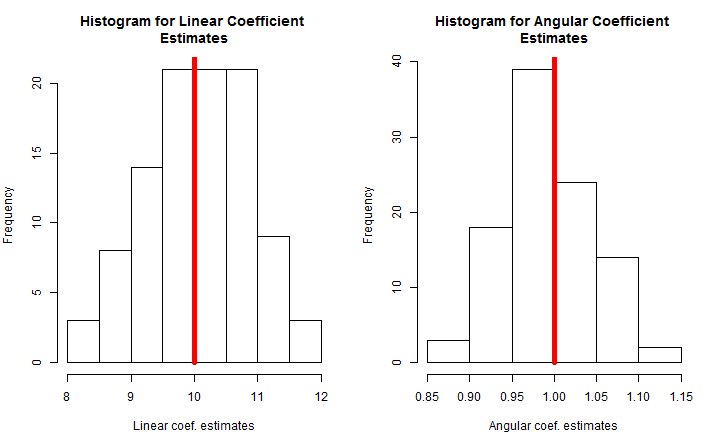 Histogram for Linear Coefficient
Estimates
Frequency
20
15
10
5
0
8 9 10 11 12
Linear coef. estimates
Histogram for Angular Coefficient
Estimates
Frequency
40
30
20
10
0
0.85 0.90 0.95 1.00 1.05 1.10 1.15
Angular coef. estimates